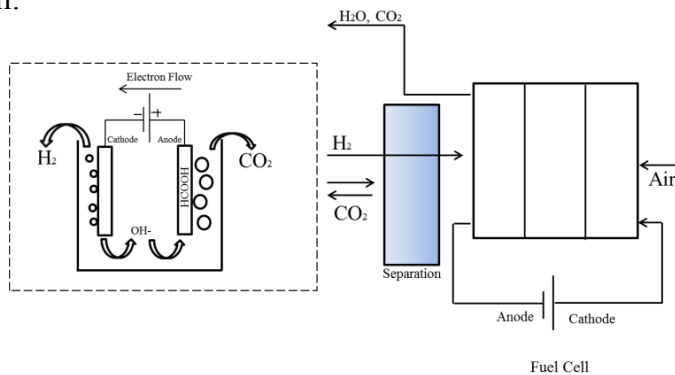 H₂O, CO₂
Electron Flow
− +
Cathode Anode
H₂
HCOOH
CO₂
OH-
H₂
CO₂
Separation
Air
Anode Cathode
Fuel Cell